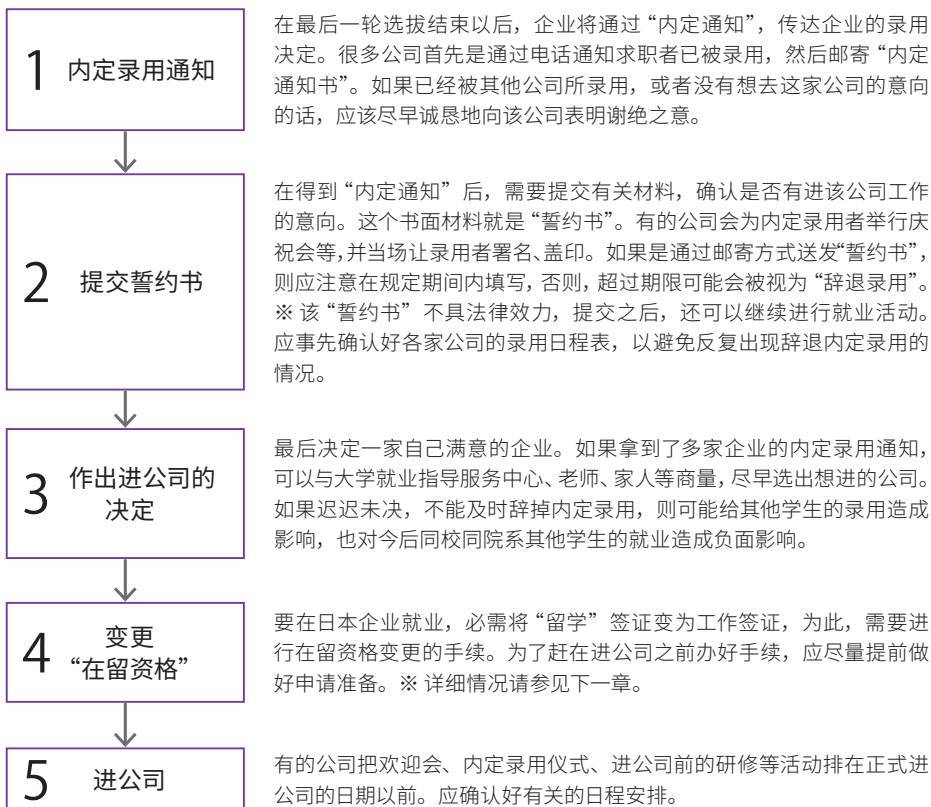 1 内定录用通知
在最后一轮选拔结束以后，企业将通过“内定通知”，传达企业的录用
决定。很多公司首先是通过电话通知求职者已被录用，然后邮寄“内定
通知书”。如果已经被其他公司所录用，或者没有想去这家公司的意向
的话，应该尽早诚恳地向该公司表明谢绝之意。
2 提交誓约书
在得到“内定通知”后，需要提交有关材料，确认是否有进该公司工作
的意向。这个书面材料就是“誓约书”。有的公司会为内定录用者举行庆
祝会等，并当场让录用者署名、盖印。如果是通过邮寄方式送发“誓约书”，
则应注意在规定期间内填写，否则，超过期限可能会被视为“辞退录用”。
※ 该“誓约书”不具法律效力，提交之后，还可以继续进行就业活动。
应事先确认好各家公司的录用日程表，以避免反复出现辞退内定录用的
情况。
3 作出进公司的
决定
最后决定一家自己满意的企业。如果拿到了多家企业的内定录用通知，
可以与大学就业指导服务中心、老师、家人等商量，尽早选出想进的公司。
如果迟迟未决，不能及时辞掉内定录用，则可能给其他学生的录用造成
影响，也对今后同校同院系其他学生的就业造成负面影响。
4 变更
“在留资格”
要在日本企业就业，必需将“留学”签证变为工作签证，为此，需要进
行在留资格变更的手续。为了赶在进公司之前办好手续，应尽量提前做
好申请准备。※ 详细情况请参见下一章。
5 进公司
有的公司把欢迎会、内定录用仪式、进公司前的研修等活动排在正式进
公司的日期以前。应确认好有关的日程安排。